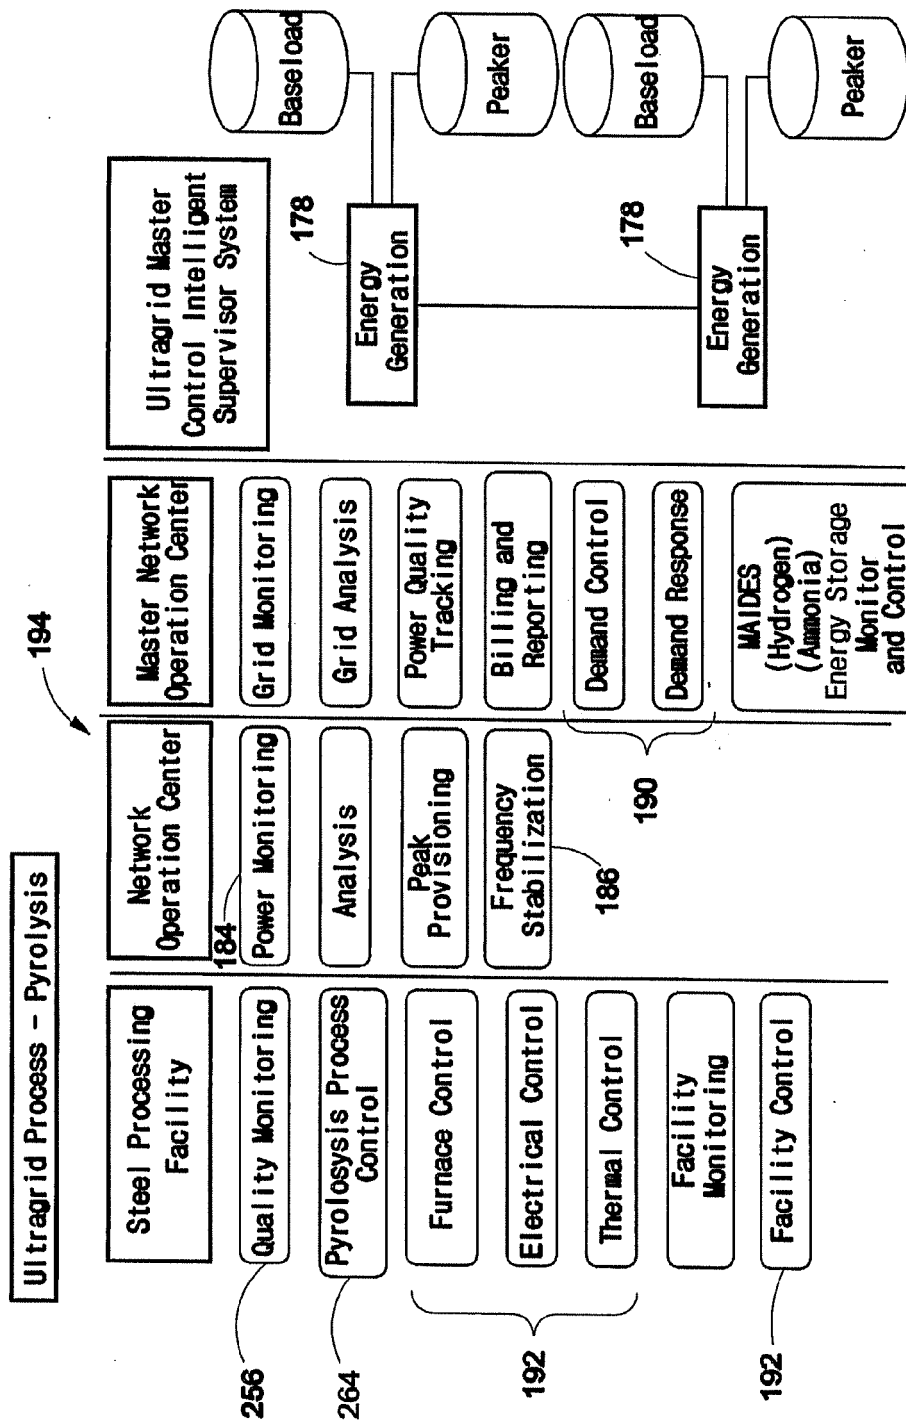 Ultragrid Process - Pyrolysis
194
Steel Processing
Facility
256
Quality Monitoring
264
Pyrolosysis Process
Control
192
Furnace Control
Electrical Control
Thermal Control
Facility
Monitoring
192
Facility Control
Network
Operation Center
184
Power Monitoring
Analysis
Peak
Provisioning
Frequency
Stabilization
186
Master Network
Operation Center
Grid Monitoring
Grid Analysis
Power Quality
Tracking
Billing and
Reporting
190
Demand Control
Demand Response
MAIDES
(Hydrogen)
(Ammonia)
Energy Storage
Monitor
and Control
Ultragrid Master
Control Intelligent
Supervisor System
178
Energy
Generation
Baseload
Peaker
178
Energy
Generation
Baseload
Peaker